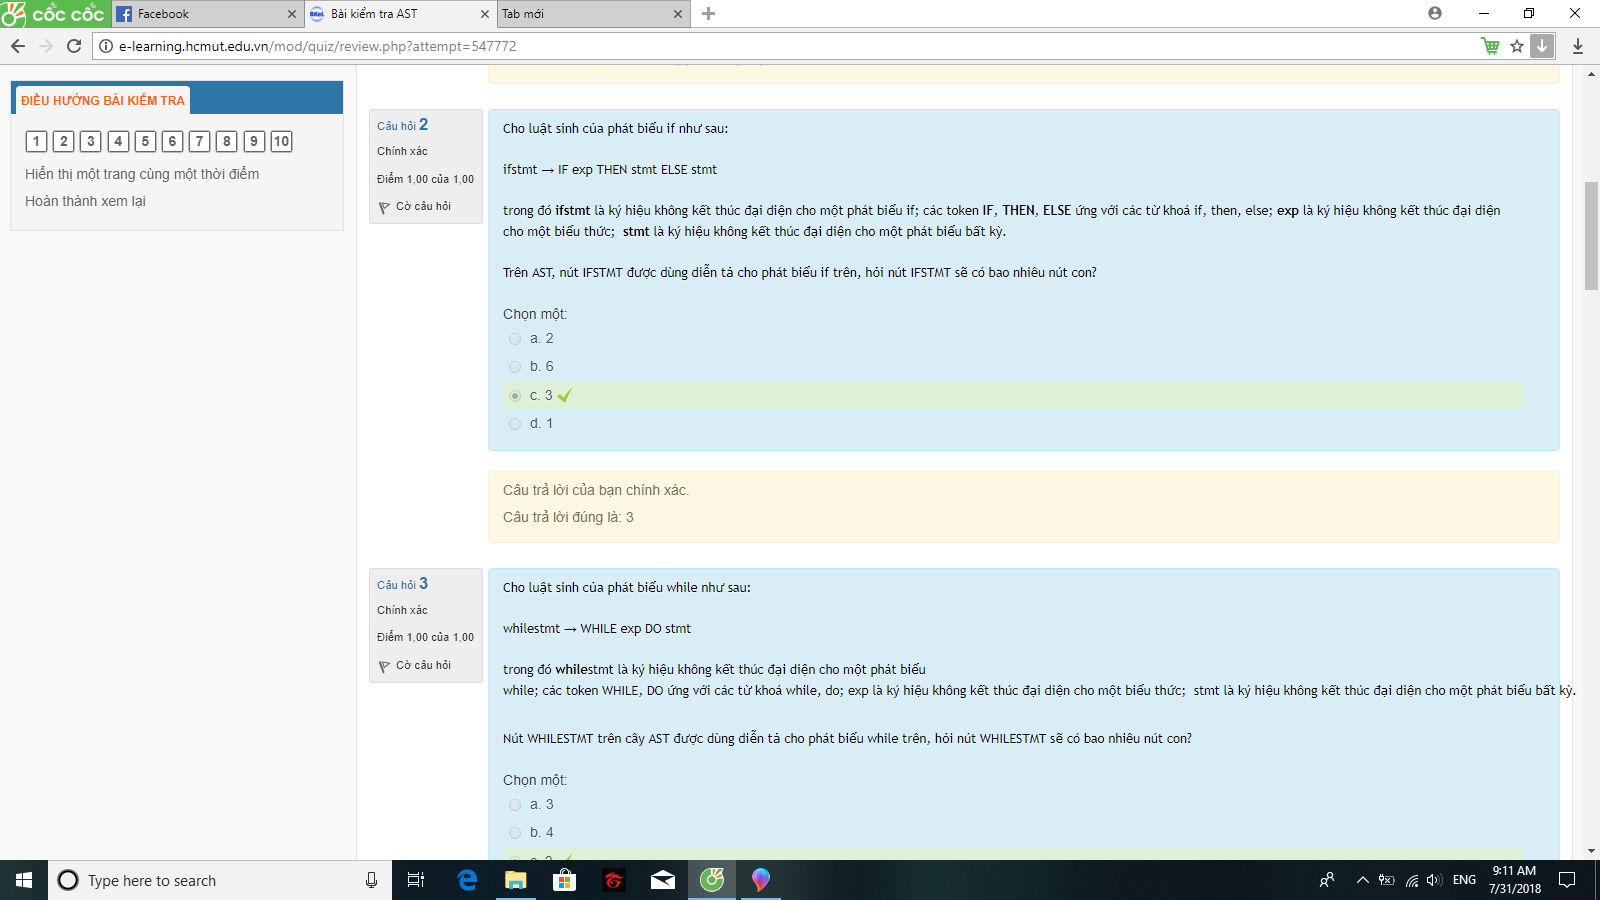 cốc cốc
Facebook
BKeL
Bài kiểm tra AST
Tab mới
e-learning.hcmut.edu.vn/mod/quiz/review.php?attempt=547772
ĐIỀU HƯỚNG BÀI KIỂM TRA
1 2 3 4 5 6 7 8 9 10
Hiển thị một trang cùng một thời điểm
Hoàn thành xem lại
Câu hỏi 2
Chính xác
Điểm 1,00 của 1,00
Cờ câu hỏi
Cho luật sinh của phát biểu if như sau:
ifstmt → IF exp THEN stmt ELSE stmt
trong đó ifstmt là ký hiệu không kết thúc đại diện cho một phát biểu if; các token IF, THEN, ELSE ứng với các từ khoá if, then, else; exp là ký hiệu không kết thúc đại diện
cho một biểu thức; stmt là ký hiệu không kết thúc đại diện cho một phát biểu bất kỳ.
Trên AST, nút IFSTMT được dùng diễn tả cho phát biểu if trên, hỏi nút IFSTMT sẽ có bao nhiêu nút con?
Chọn một:
a. 2
b. 6
c. 3
d. 1
Câu trả lời của bạn chính xác.
Câu trả lời đúng là: 3
Câu hỏi 3
Chính xác
Điểm 1,00 của 1,00
Cờ câu hỏi
Cho luật sinh của phát biểu while như sau:
whilestmt → WHILE exp DO stmt
trong đó whilestmt là ký hiệu không kết thúc đại diện cho một phát biểu
while; các token WHILE, DO ứng với các từ khoá while, do; exp là ký hiệu không kết thúc đại diện cho một biểu thức; stmt là ký hiệu không kết thúc đại diện cho một phát biểu bất kỳ.
Nút WHILESTMT trên cây AST được dùng diễn tả cho phát biểu while trên, hỏi nút WHILESTMT sẽ có bao nhiêu nút con?
Chọn một:
a. 3
b. 4
Type here to search
ENG
9:11 AM
7/31/2018